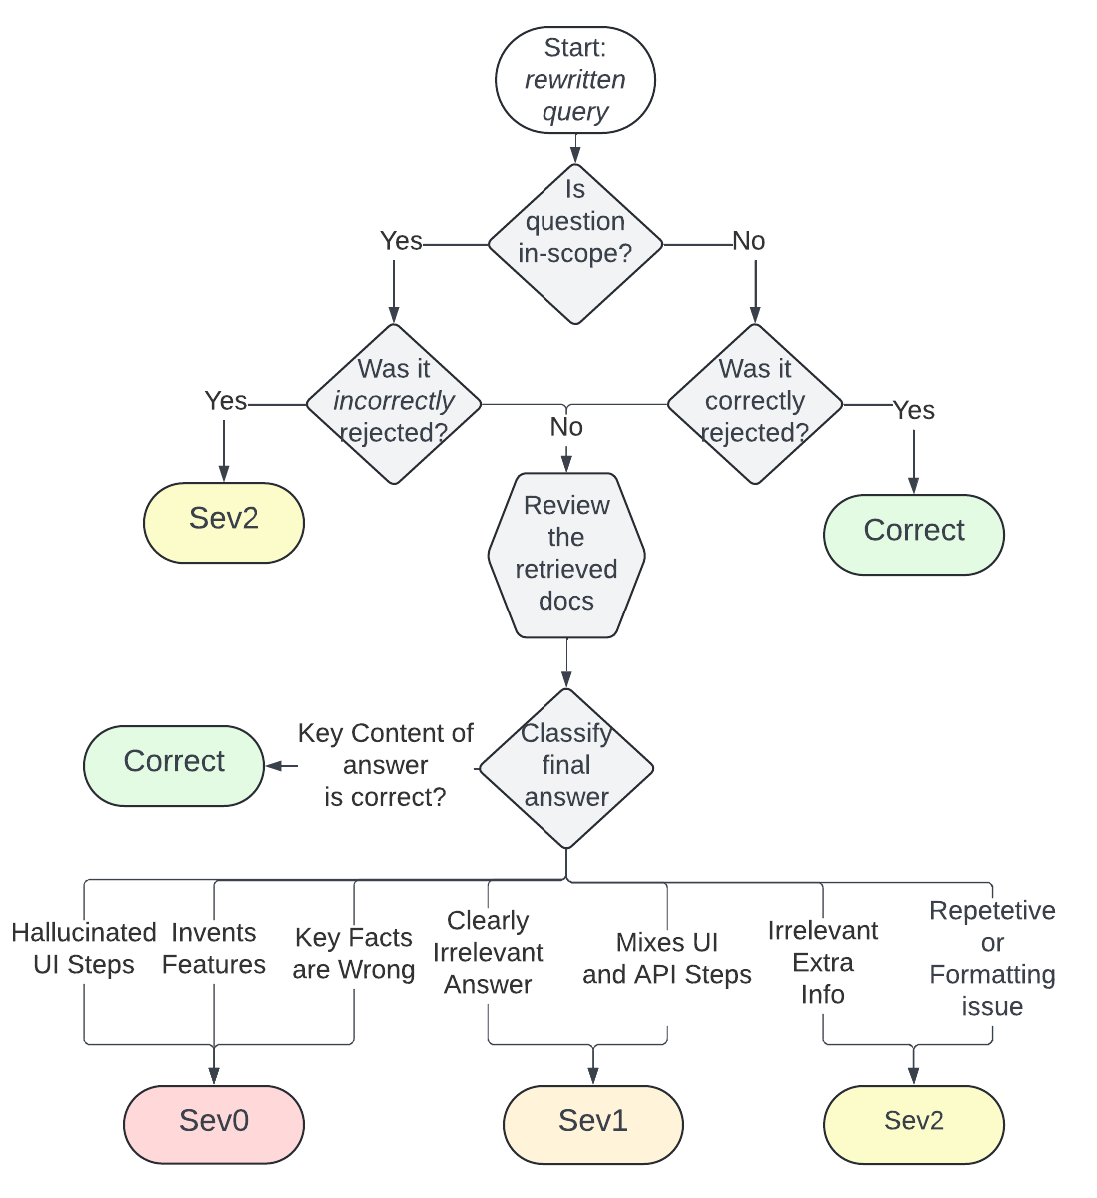 Start:
rewritten
query
Is
question
in-scope?
Yes
No
Was it
incorrectly
rejected?
Was it
correctly
rejected?
Yes
No
Yes
Sev2
Review
the
retrieved
docs
Correct
Classify
final
answer
Key Content of
answer
is correct?
Correct
Hallucinated
UI Steps
Invents
Features
Key Facts
are Wrong
Clearly
Irrelevant
Answer
Mixes UI
and API Steps
Irrelevant
Extra
Info
Repetetive
or
Formatting
issue
Sev0
Sev1
Sev2